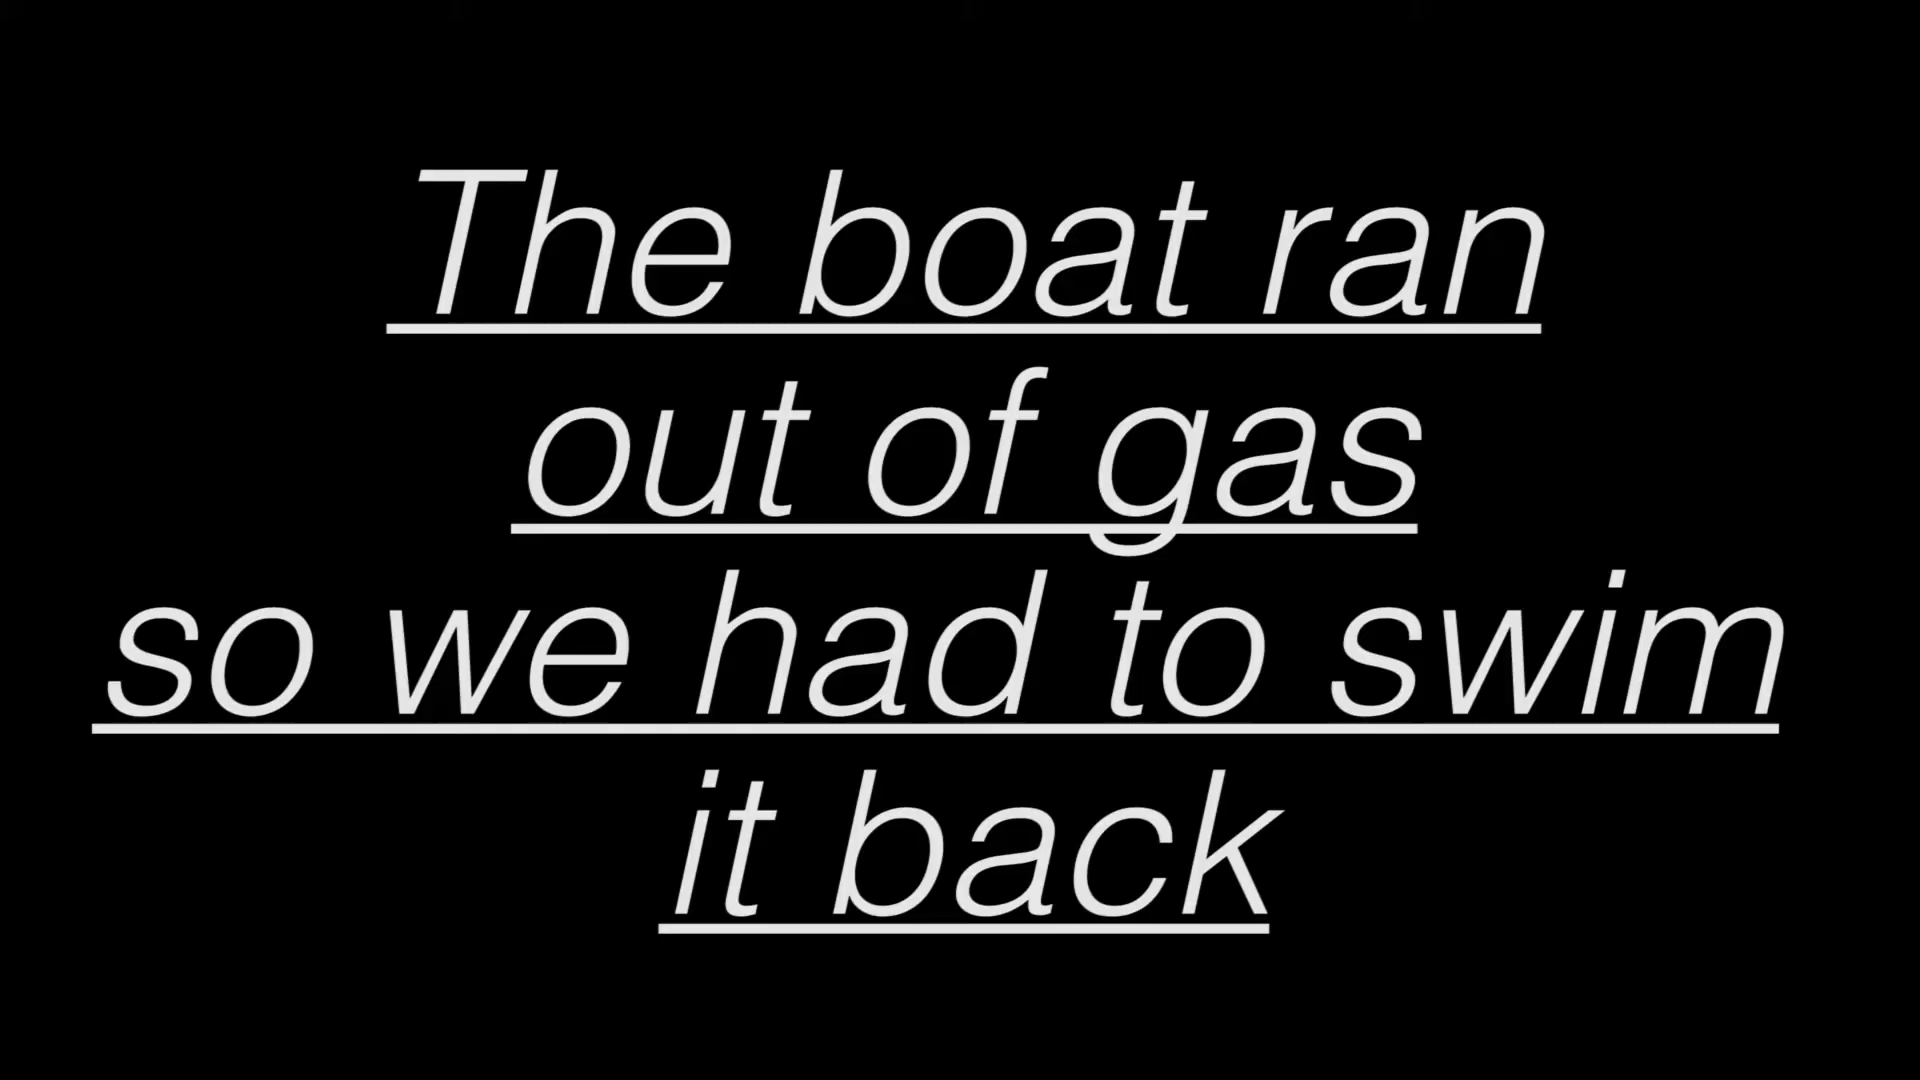 The boat ran
out of gas
so we had to swim
it back